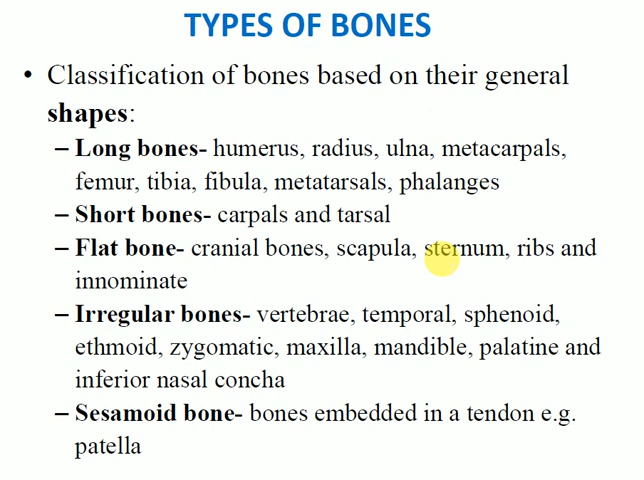 TYPES OF BONES
• Classification of bones based on their general
shapes:
– Long bones- humerus, radius, ulna, metacarpals,
femur, tibia, fibula, metatarsals, phalanges
– Short bones- carpals and tarsal
– Flat bone- cranial bones, scapula, sternum, ribs and
innominate
– Irregular bones- vertebrae, temporal, sphenoid,
ethmoid, zygomatic, maxilla, mandible, palatine and
inferior nasal concha
– Sesamoid bone- bones embedded in a tendon e.g.
patella